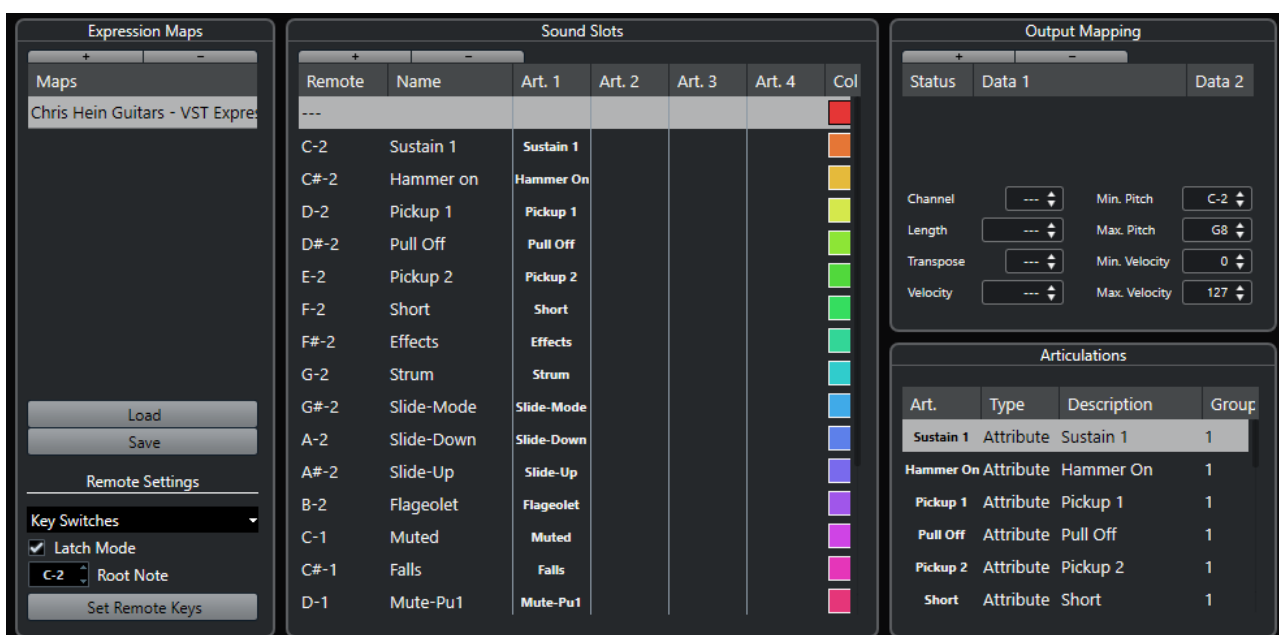 Expression Maps
+ -
Maps
Chris Hein Guitars - VST Expre
Load
Save
Remote Settings
Key Switches
Latch Mode
C-2 Root Note
Set Remote Keys
Sound Slots
+ -
Remote Name Art. 1 Art. 2 Art. 3 Art. 4 Col
---
C-2 Sustain 1 Sustain 1
C#-2 Hammer on Hammer On
D-2 Pickup 1 Pickup 1
D#-2 Pull Off Pull Off
E-2 Pickup 2 Pickup 2
F-2 Short Short
F#-2 Effects Effects
G-2 Strum Strum
G#-2 Slide-Mode Slide-Mode
A-2 Slide-Down Slide-Down
A#-2 Slide-Up Slide-Up
B-2 Flageolet Flageolet
C-1 Muted Muted
C#-1 Falls Falls
D-1 Mute-Pu1 Mute-Pu1
Output Mapping
+ -
Status Data 1 Data 2
Channel --- Min. Pitch C-2
Length --- Max. Pitch G8
Transpose --- Min. Velocity 0
Velocity --- Max. Velocity 127
Articulations
Art. Type Description Group
Sustain 1 Attribute Sustain 1 1
Hammer On Attribute Hammer On 1
Pickup 1 Attribute Pickup 1 1
Pull Off Attribute Pull Off 1
Pickup 2 Attribute Pickup 2 1
Short Attribute Short 1